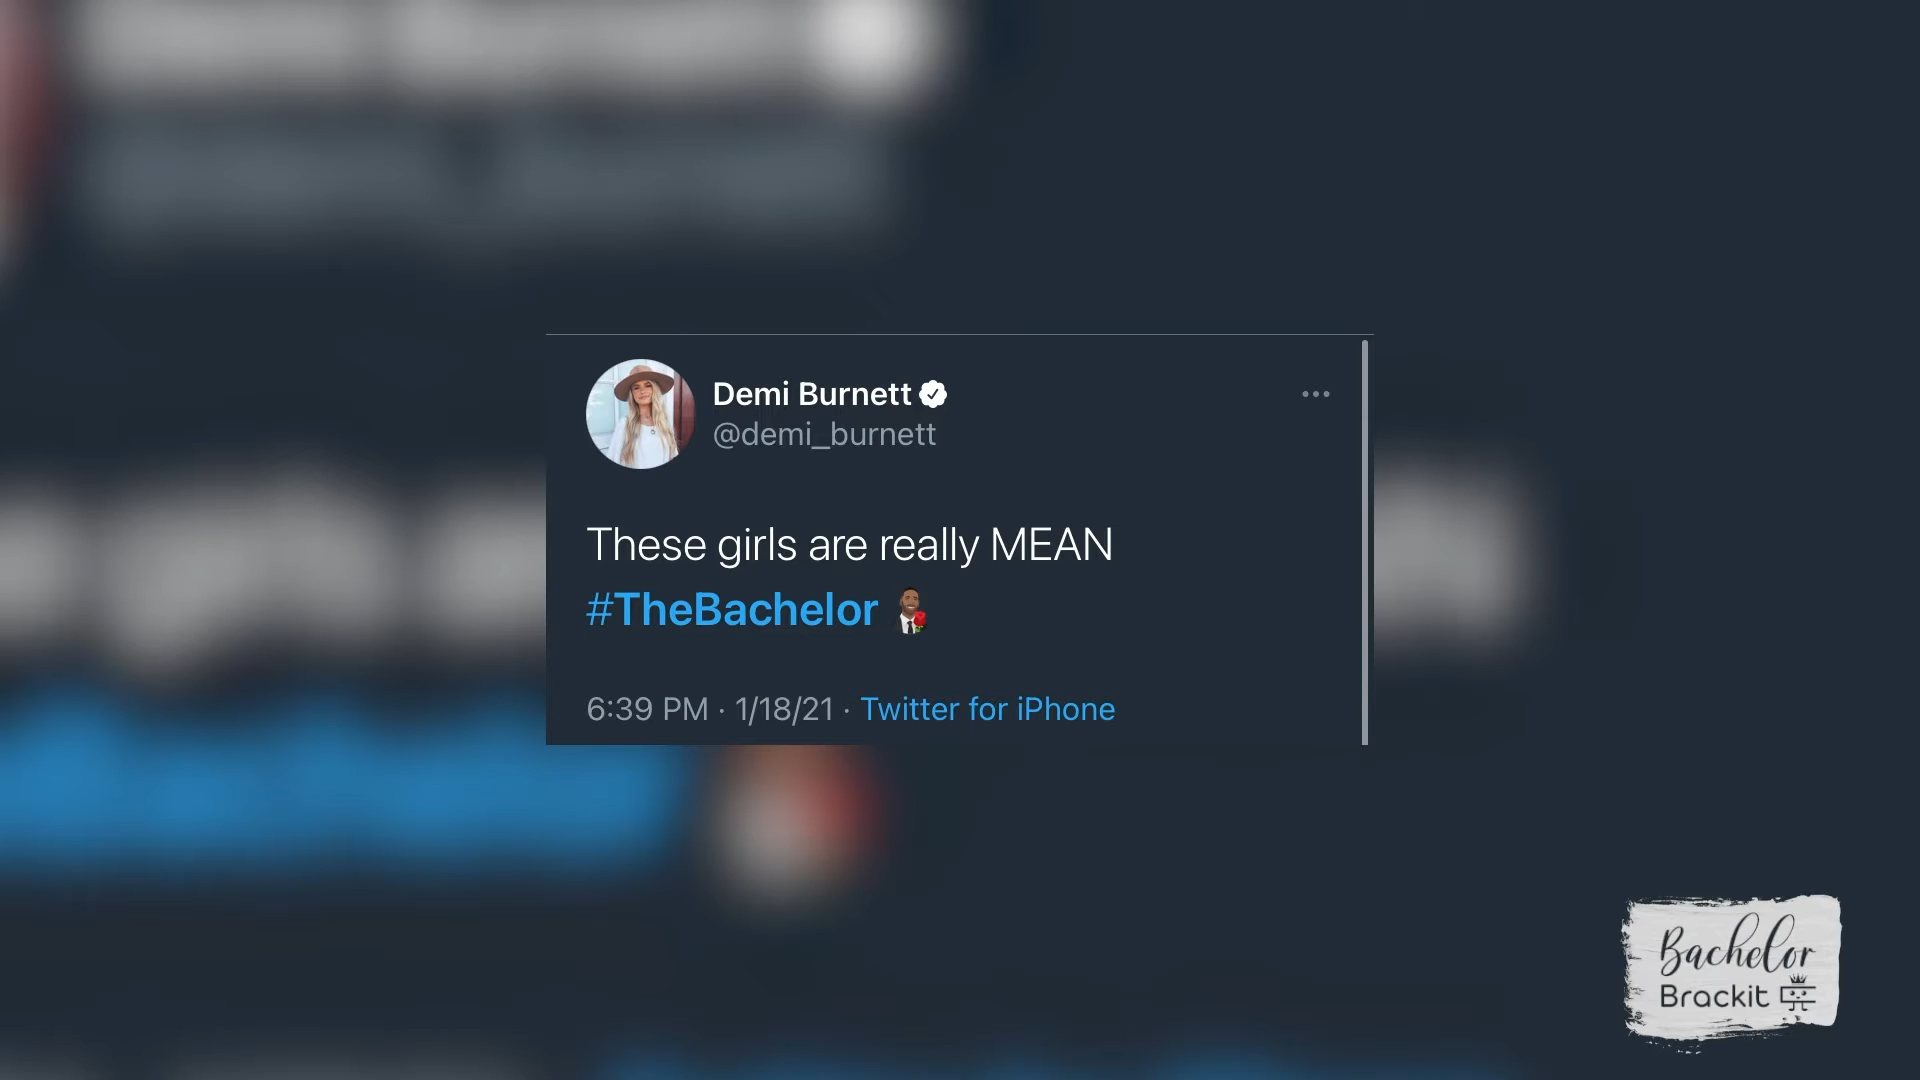 Demi Burnett
@demi_burnett
These girls are really MEAN
#TheBachelor
6:39 PM · 1/18/21 · Twitter for iPhone
Bachelor
Brackit